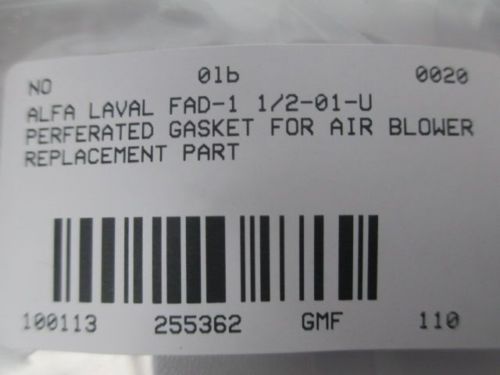 NO 01b 0020
ALFA LAVAL FAD-1 1/2-01-U
PERFERATED GASKET FOR AIR BLOWER
REPLACEMENT PART
100113 255362 GMF 110